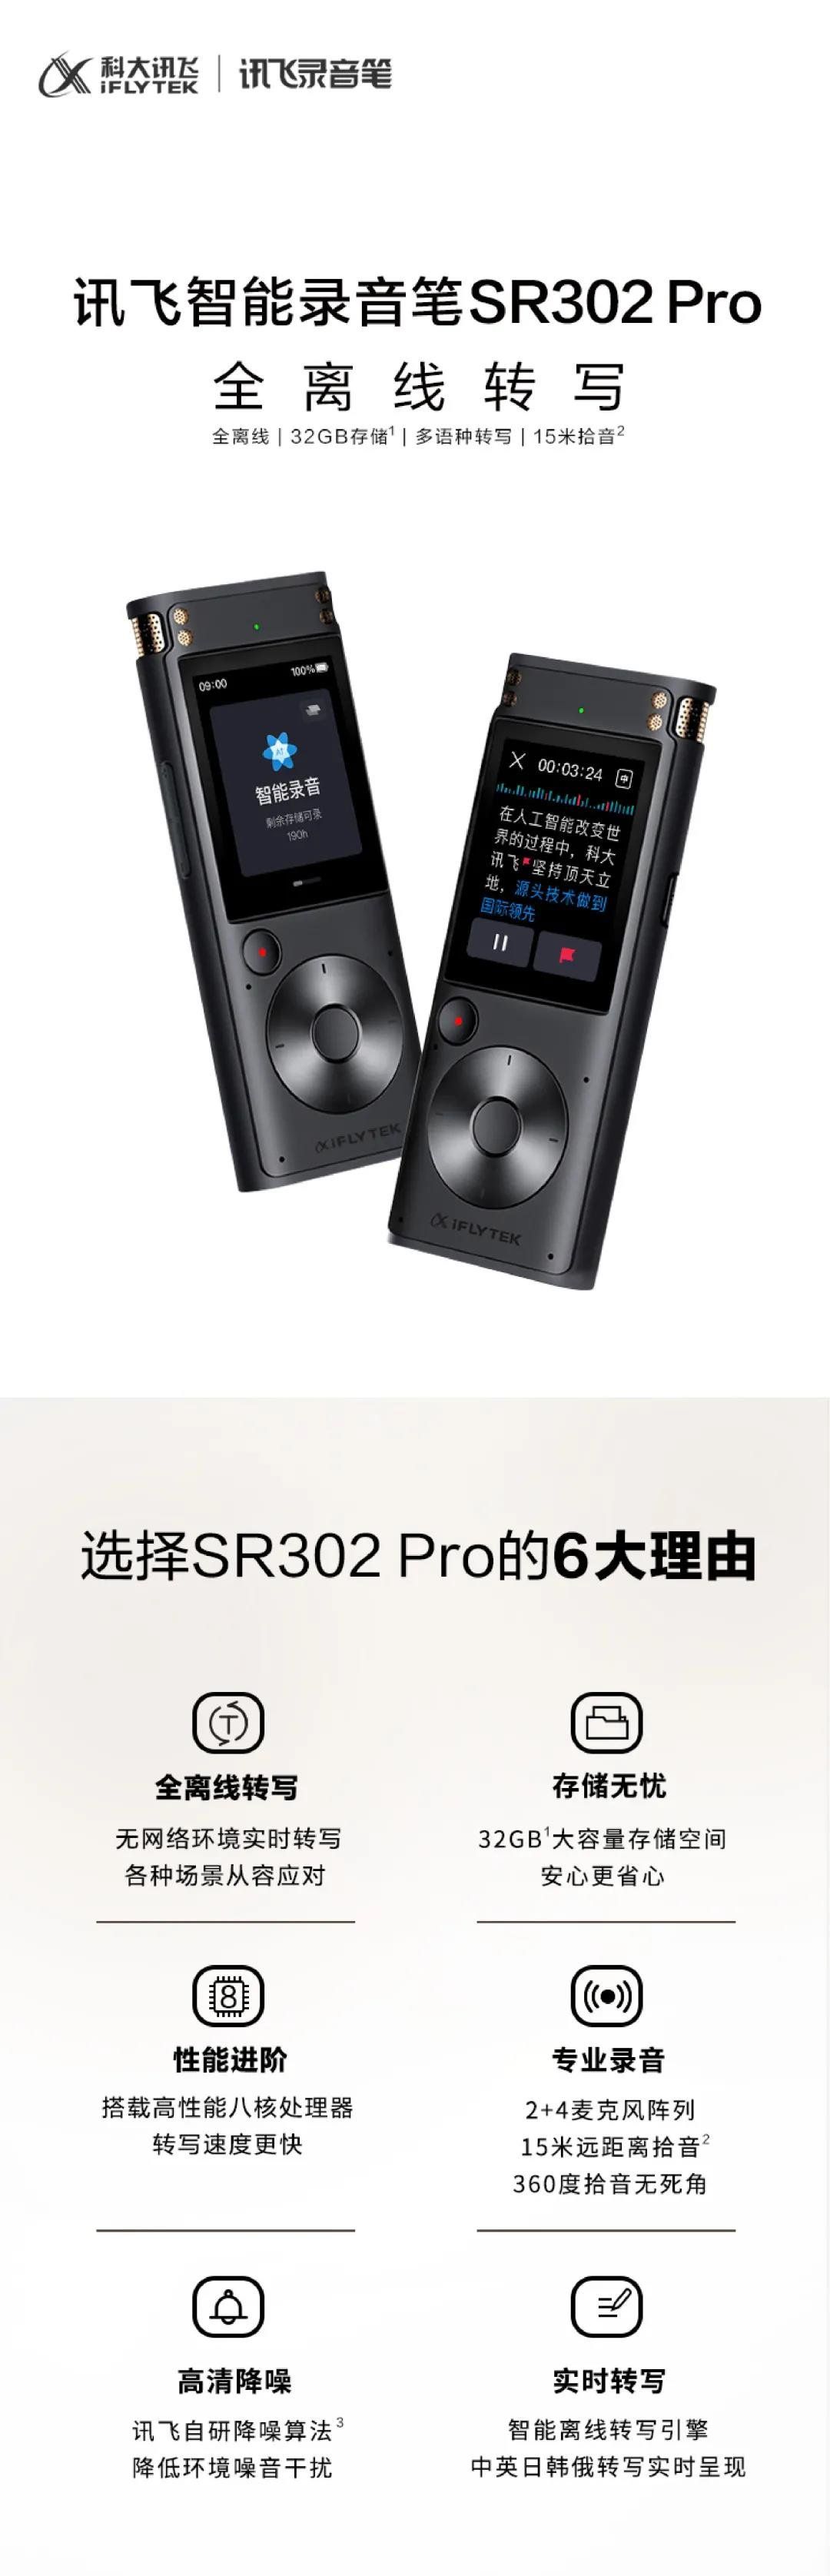 科大讯飞
iFLYTEK
讯飞录音笔
讯飞智能录音笔SR302 Pro
全离线转写
全离线 | 32GB存储1 | 多语种转写 | 15米拾音2
09:00
100%
AI
智能录音
剩余存储可录
190h
iFLYTEK
00:03:24
中
在人工智能改变世
界的过程中，科大
讯飞坚持顶天立
地，源头技术做到
国际领先
iFLYTEK
选择SR302 Pro的6大理由
T
全离线转写
无网络环境实时转写
各种场景从容应对
存储无忧
32GB1大容量存储空间
安心更省心
8
性能进阶
搭载高性能八核处理器
转写速度更快
专业录音
2+4麦克风阵列
15米远距离拾音2
360度拾音无死角
高清降噪
讯飞自研降噪算法3
降低环境噪音干扰
实时转写
智能离线转写引擎
中英日韩俄转写实时呈现